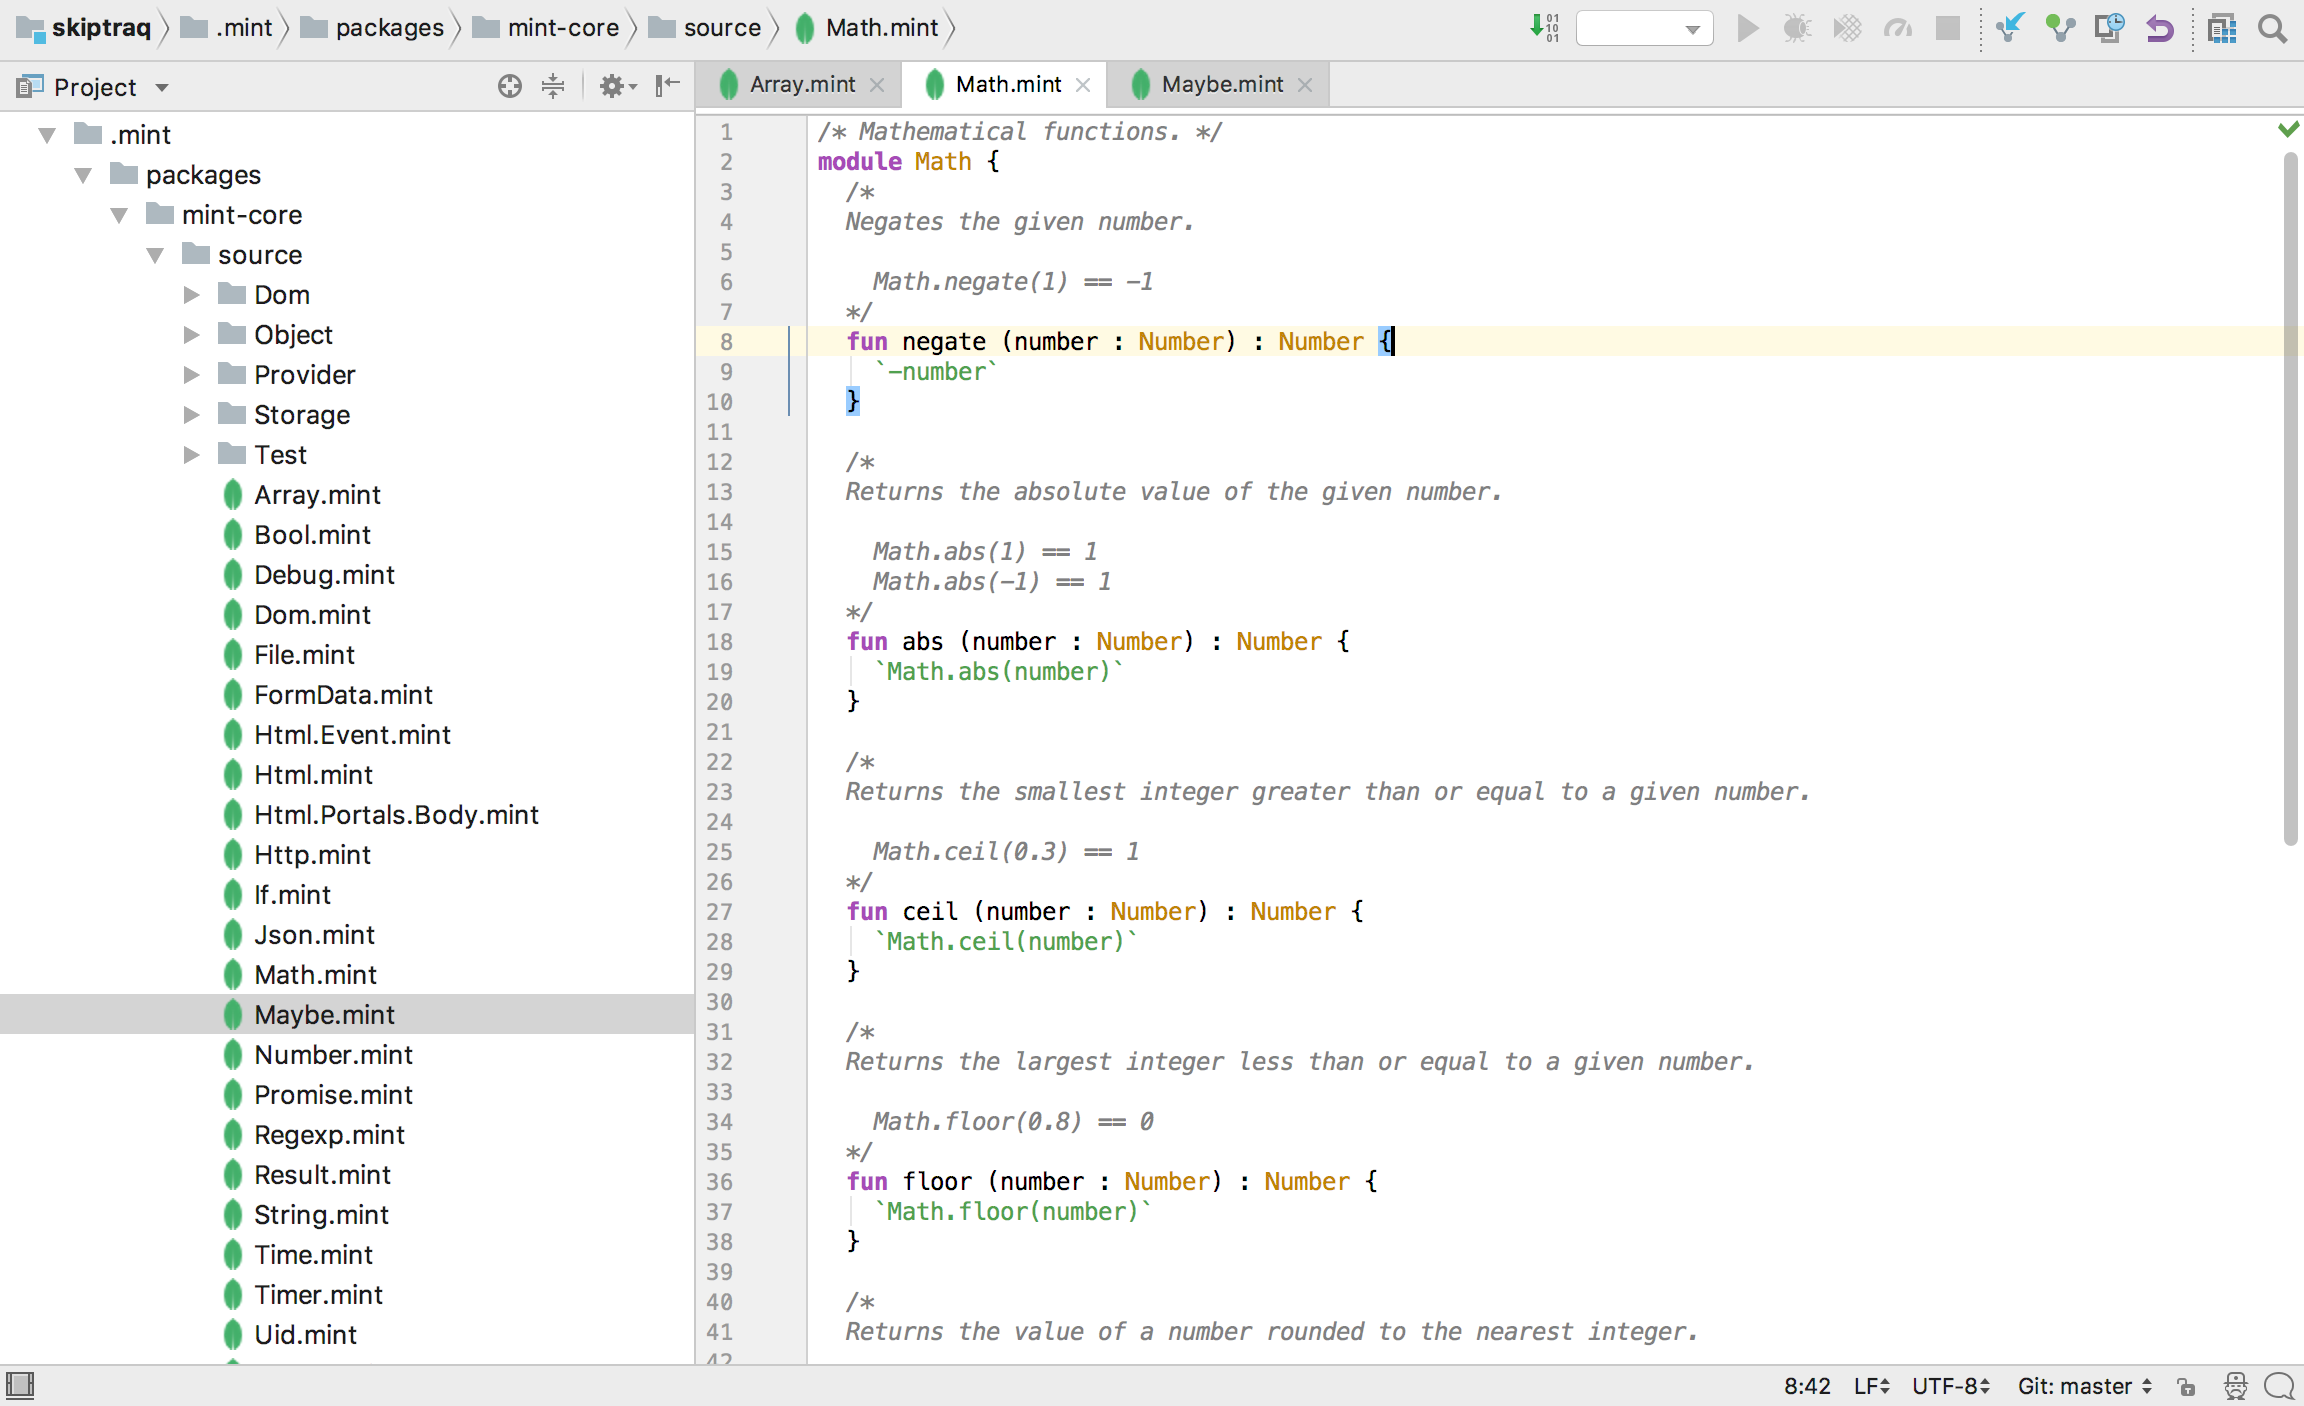 skiptraq .mint packages mint-core source Math.mint
Project
Array.mint Math.mint Maybe.mint
.mint
packages
mint-core
source
Dom
Object
Provider
Storage
Test
Array.mint
Bool.mint
Debug.mint
Dom.mint
File.mint
FormData.mint
Html.Event.mint
Html.mint
Html.Portals.Body.mint
Http.mint
If.mint
Json.mint
Math.mint
Maybe.mint
Number.mint
Promise.mint
Regexp.mint
Result.mint
String.mint
Time.mint
Timer.mint
Uid.mint
1 /* Mathematical functions. */
2 module Math {
3 /*
4 Negates the given number.
5
6 Math.negate(1) == -1
7 */
8 fun negate (number : Number) : Number {
9 `-number`
10 }
11
12 /*
13 Returns the absolute value of the given number.
14
15 Math.abs(1) == 1
16 Math.abs(-1) == 1
17 */
18 fun abs (number : Number) : Number {
19 `Math.abs(number)`
20 }
21
22 /*
23 Returns the smallest integer greater than or equal to a given number.
24
25 Math.ceil(0.3) == 1
26 */
27 fun ceil (number : Number) : Number {
28 `Math.ceil(number)`
29 }
30
31 /*
32 Returns the largest integer less than or equal to a given number.
33
34 Math.floor(0.8) == 0
35 */
36 fun floor (number : Number) : Number {
37 `Math.floor(number)`
38 }
39
40 /*
41 Returns the value of a number rounded to the nearest integer.
42
8:42 LF UTF-8 Git: master